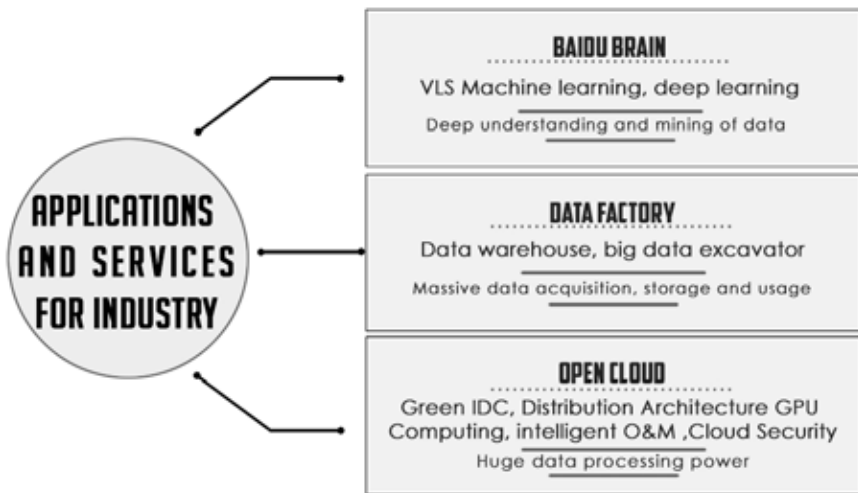 APPLICATIONS
AND SERVICES
FOR INDUSTRY
BAIDU BRAIN
VLS Machine learning, deep learning
Deep understanding and mining of data
DATA FACTORY
Data warehouse, big data excavator
Massive data acquisition, storage and usage
OPEN CLOUD
Green IDC, Distribution Architecture GPU
Computing, intelligent O&M ,Cloud Security
Huge data processing power